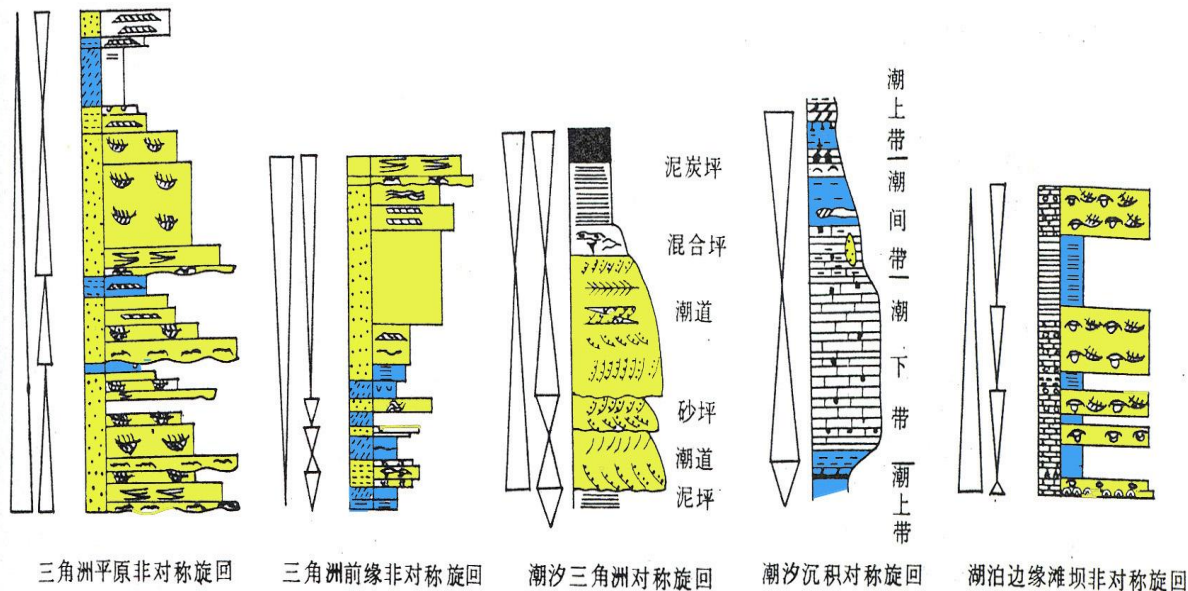 泥炭坪
混合坪
潮道
砂坪
潮道
泥坪
潮上带
潮间带
潮下带
潮上带
三角洲平原非对称旋回
三角洲前缘非对称旋回
潮汐三角洲对称旋回
潮汐沉积对称旋回
湖泊边缘滩坝非对称旋回